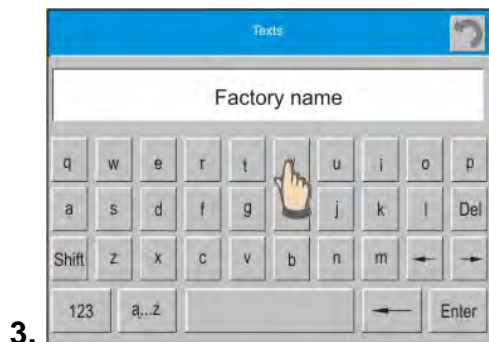 Texts
Factory name
q w e r t u i o p
a s d f g j k l Del
Shift z x c v b n m ← →
123 ą...ż ← Enter
3.